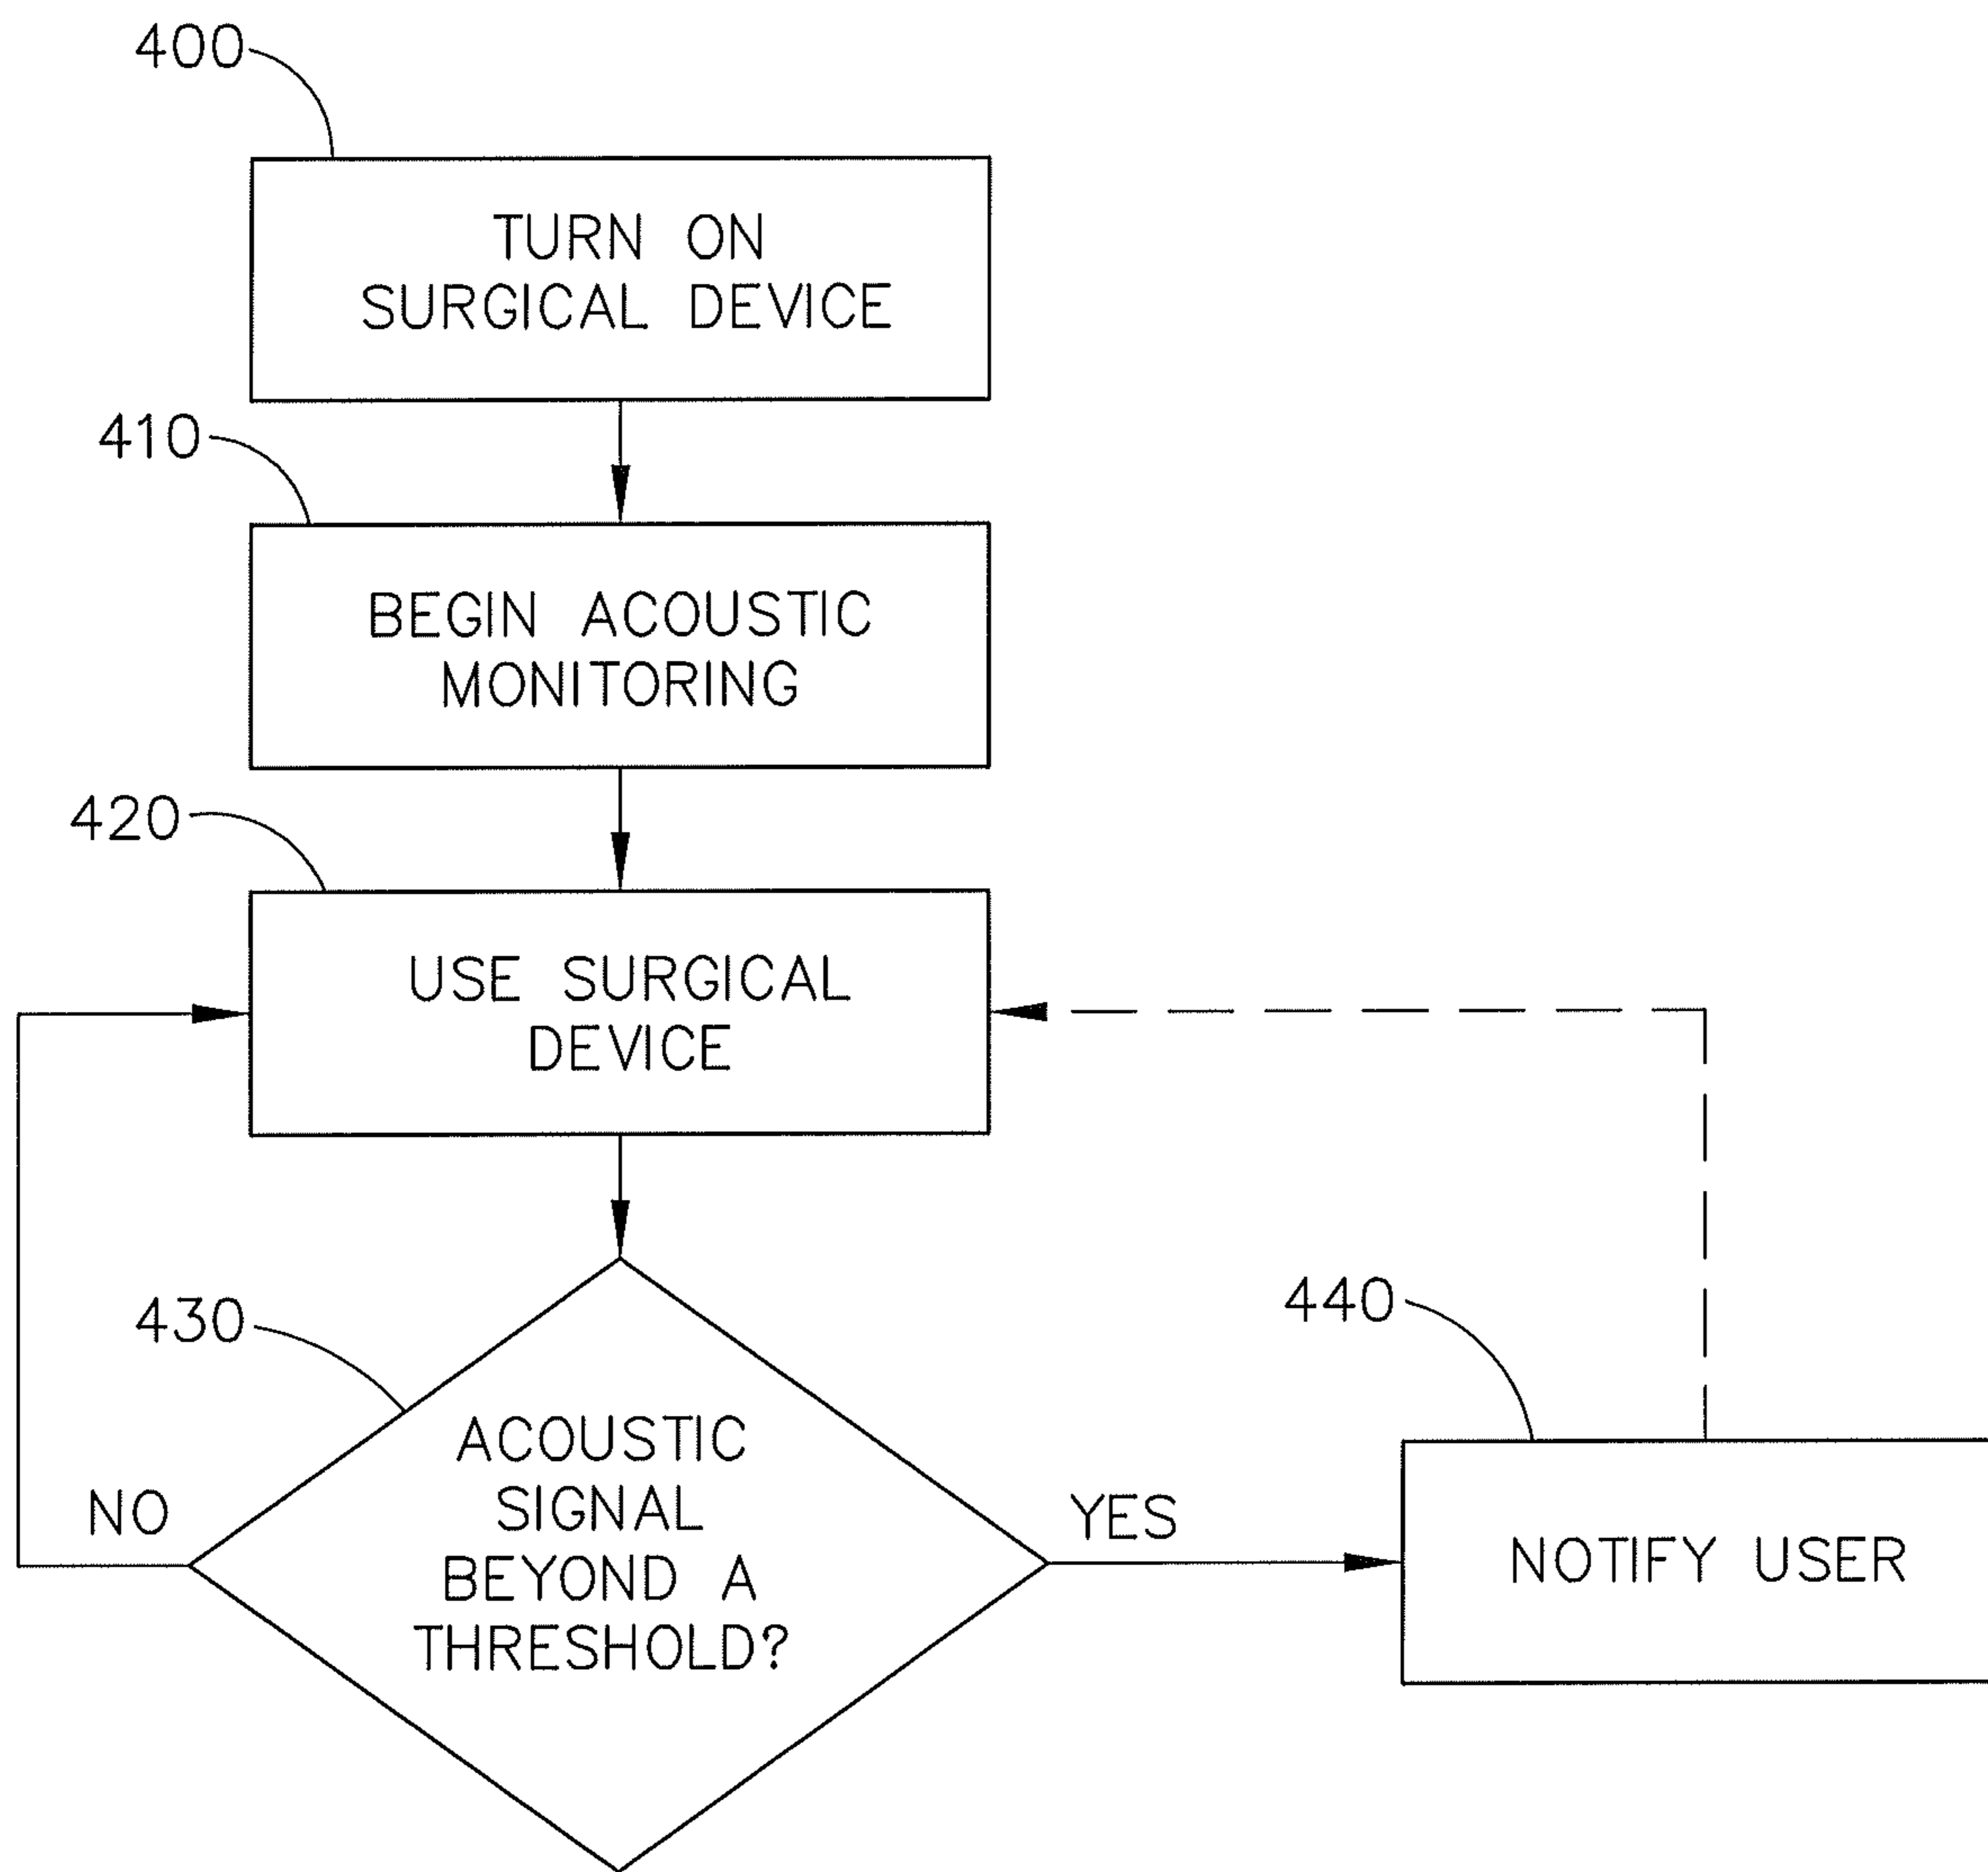 400
TURN ON
SURGICAL DEVICE
410
BEGIN ACOUSTIC
MONITORING
420
USE SURGICAL
DEVICE
430
ACOUSTIC
SIGNAL
BEYOND A
THRESHOLD?
NO
YES
440
NOTIFY USER